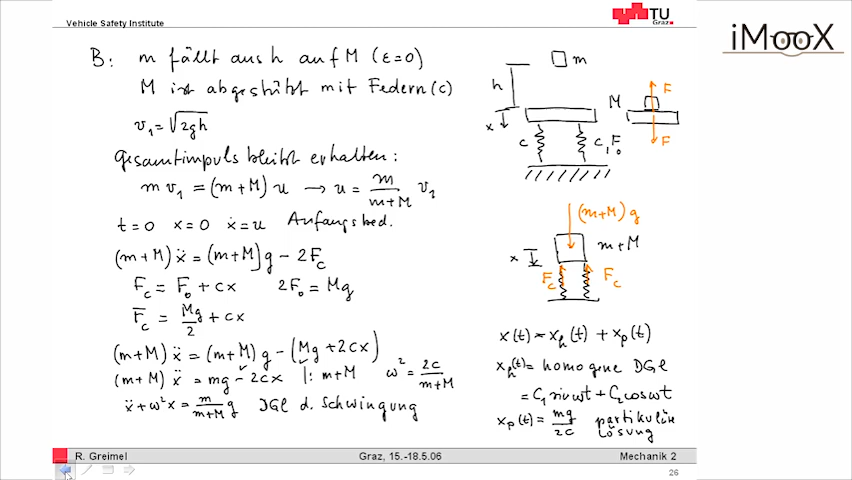 Vehicle Safety Institute
TU
Graz
iMooX
B: m fällt aus h auf M (ε=0)
M ist abgestützt mit Federn (c)
v₁ = √2gh
Gesamtimpuls bleibt erhalten:
m v₁ = (m+M) u → u = m/(m+M) v₁
t=0 x=0 ẋ=u Anfangsbed.
(m+M) ẍ = (m+M)g − 2F_c
F_c = F₀ + cx 2F₀ = Mg
F_c = Mg/2 + cx
(m+M) ẍ = (m+M) g − (Mg + 2cx)
(m+M) ẍ = mg − 2cx |: m+M ω² = 2c/(m+M)
ẍ + ω²x = m/(m+M) g DGl d. Schwingung
m
h
M
F
x
c
c, F₀
F
(m+M) g
m+M
x
F_c
F_c
x(t) = x_h(t) + x_p(t)
x_h(t) = homogene DGl
= C₁ sin ωt + C₂ cos ωt
x_p(t) = mg/2c partikuläre
Lösung
R. Greimel
Graz, 15.-18.5.06
Mechanik 2
26